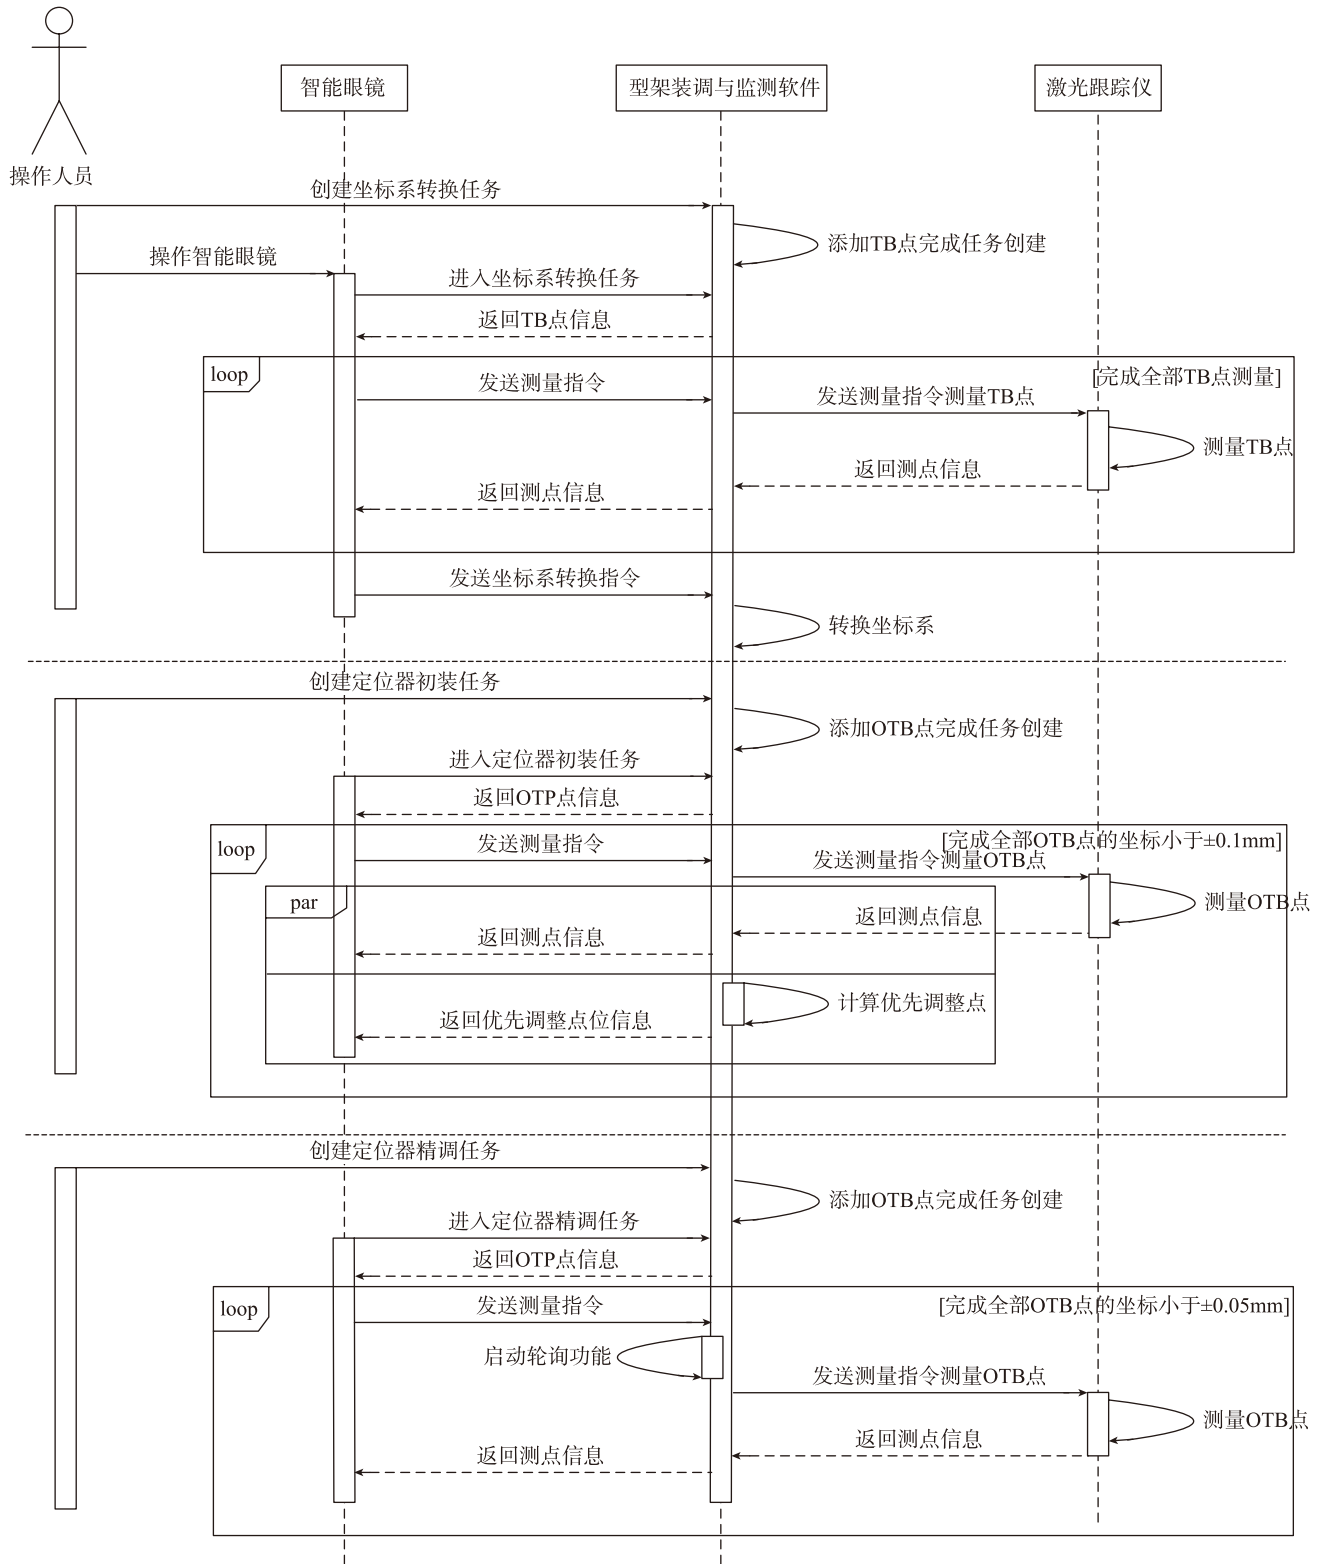 智能眼镜
型架装调与监测软件
激光跟踪仪
操作人员
创建坐标系转换任务
添加TB点完成任务创建
操作智能眼镜
进入坐标系转换任务
返回TB点信息
loop
[完成全部TB点测量]
发送测量指令
发送测量指令测量TB点
测量TB点
返回测点信息
返回测点信息
发送坐标系转换指令
转换坐标系
创建定位器初装任务
添加OTB点完成任务创建
进入定位器初装任务
返回OTP点信息
loop
[完成全部OTB点的坐标小于±0.1mm]
发送测量指令
发送测量指令测量OTB点
par
测量OTB点
返回测点信息
返回测点信息
计算优先调整点
返回优先调整点位信息
创建定位器精调任务
添加OTB点完成任务创建
进入定位器精调任务
返回OTP点信息
loop
[完成全部OTB点的坐标小于±0.05mm]
发送测量指令
启动轮询功能
发送测量指令测量OTB点
测量OTB点
返回测点信息
返回测点信息